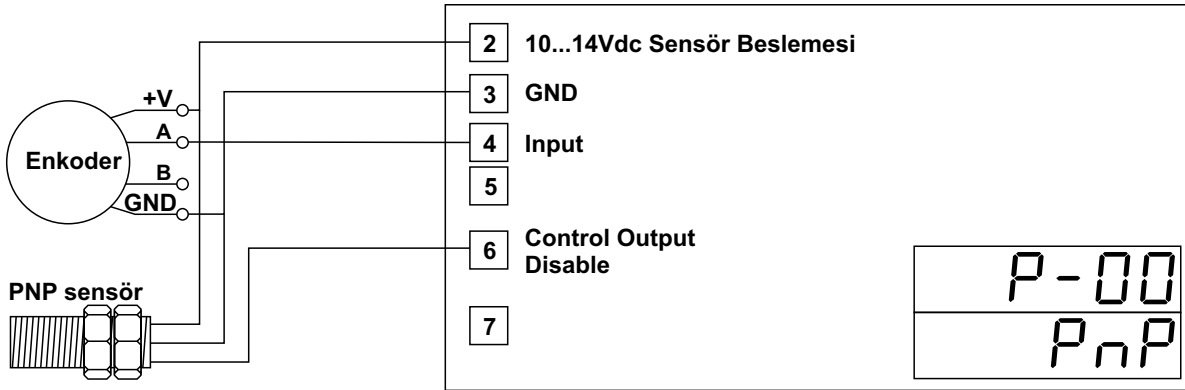 2 10...14Vdc Sensör Beslemesi
3 GND
+V
A
4 Input
Enkoder
B
5
GND
6 Control Output
Disable
PNP sensör
7
P-00
PnP